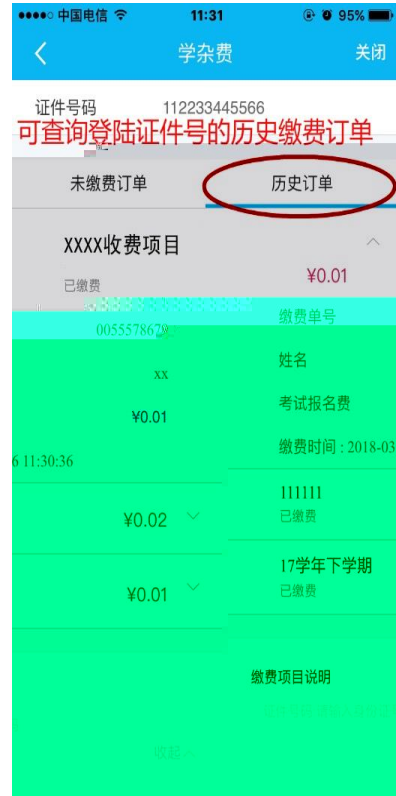 中国电信 11:31 95%
学杂费 关闭
证件号码 112233445566
可查询登陆证件号的历史缴费订单
未缴费订单 历史订单
XXXX收费项目
已缴费 ¥0.01
缴费单号
005557867
姓名
xx
考试报名费
¥0.01
缴费时间 : 2018-03
6 11:30:36
111111
已缴费
¥0.02
17学年下学期
已缴费
¥0.01
缴费项目说明
收起